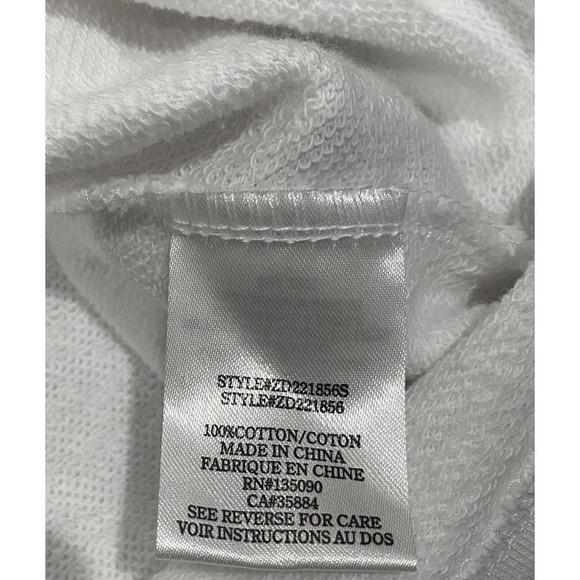 STYLE#ZD221856S
STYLE#ZD221856
100%COTTON/COTON
MADE IN CHINA
FABRIQUE EN CHINE
RN#135090
CA#35884
SEE REVERSE FOR CARE
VOIR INSTRUCTIONS AU DOS